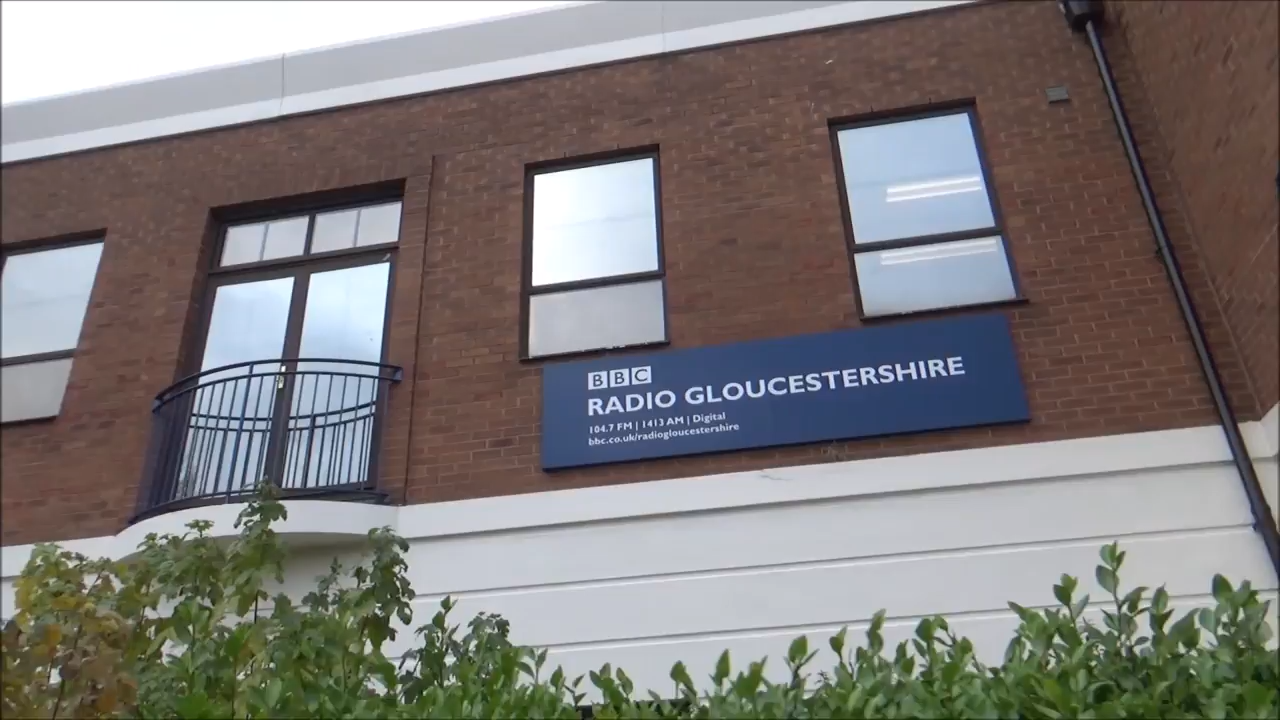 BBC
RADIO GLOUCESTERSHIRE
104.7 FM | 1413 AM | Digital
bbc.co.uk/radiogloucestershire